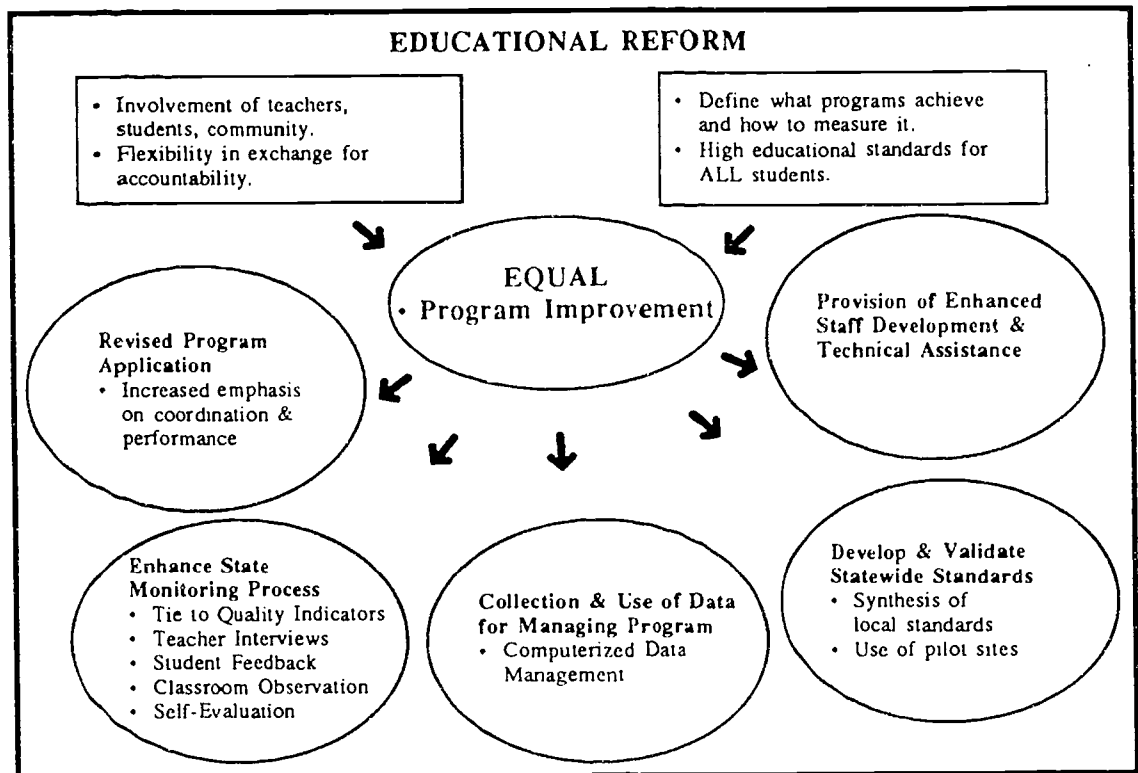 EDUCATIONAL REFORM
• Involvement of teachers,
students, community.
• Flexibility in exchange for
accountability.
• Define what programs achieve
and how to measure it.
• High educational standards for
ALL students.
EQUAL
• Program Improvement
Revised Program
Application
• Increased emphasis
on coordination &
performance
Provision of Enhanced
Staff Development &
Technical Assistance
Enhance State
Monitoring Process
• Tie to Quality Indicators
• Teacher Interviews
• Student Feedback
• Classroom Observation
• Self-Evaluation
Collection & Use of Data
for Managing Program
• Computerized Data
Management
Develop & Validate
Statewide Standards
• Synthesis of
local standards
• Use of pilot sites